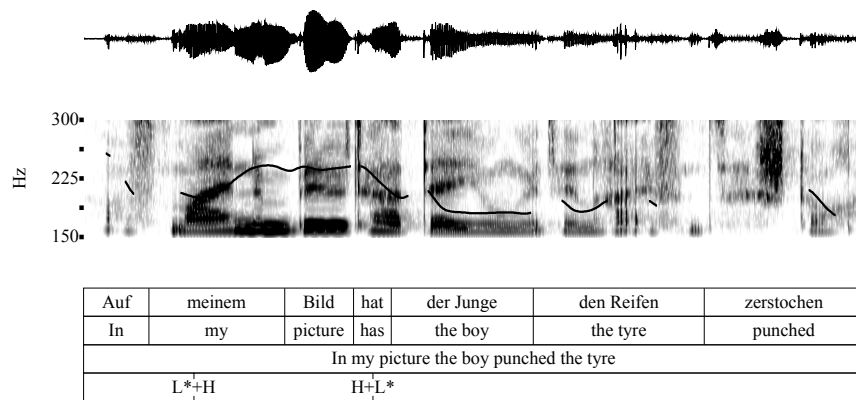 300
225
150
Hz
Auf meinem Bild hat der Junge den Reifen zerstochen
In my picture has the boy the tyre punched
In my picture the boy punched the tyre
L*+H H+L*